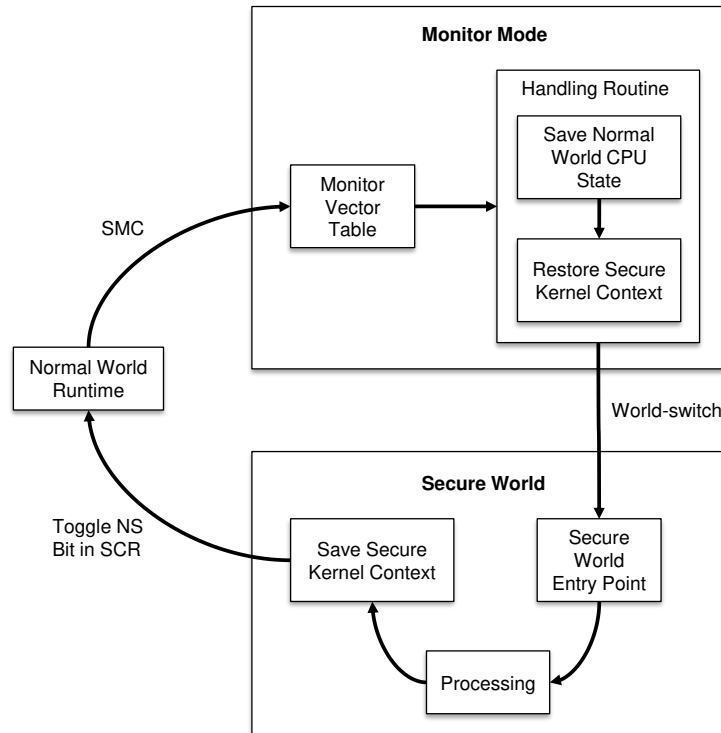 Monitor Mode
Handling Routine
Save Normal
World CPU
State
Monitor
Vector
Table
SMC
Restore Secure
Kernel Context
Normal World
Runtime
World-switch
Secure World
Toggle NS
Bit in SCR
Save Secure
Kernel Context
Secure
World
Entry Point
Processing